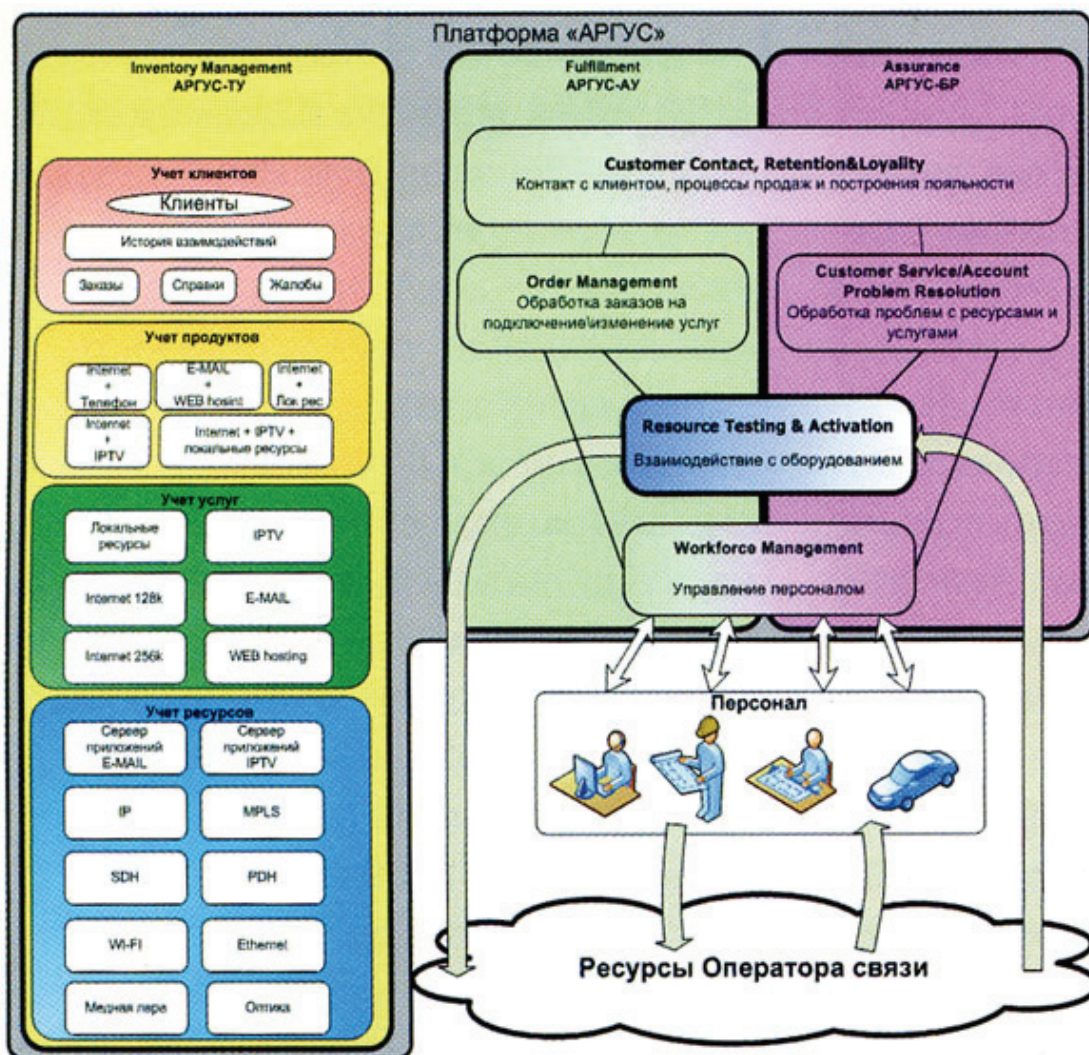 Платформа «АРГУС»
Inventory Management
АРГУС-ТУ
Учет клиентов
Клиенты
История взаимодействий
Заказы
Справки
Жалобы
Учет продуктов
Internet
+
Телефон
E-MAIL
+
WEB hosint
Internet
+
Лок рес
Internet
+
IPTV
Internet + IPTV +
локальные ресурсы
Учет услуг
Локальные
ресурсы
IPTV
Internet 128k
E-MAIL
Internet 256k
WEB hosting
Учет ресурсов
Сервер
приложений
E-MAIL
Сервер
приложений
IPTV
IP
MPLS
SDH
PDH
WI-FI
Ethernet
Медная пара
Оптика
Fulfillment
АРГУС-АУ
Assurance
АРГУС-БР
Customer Contact, Retention&Loyality
Контакт с клиентом, процессы продаж и построения лояльности
Order Management
Обработка заказов на
подключение\изменение услуг
Customer Service/Account
Problem Resolution
Обработка проблем с ресурсами и
услугами
Resource Testing & Activation
Взаимодействие с оборудованием
Workforce Management
Управление персоналом
Персонал
Ресурсы Оператора связи